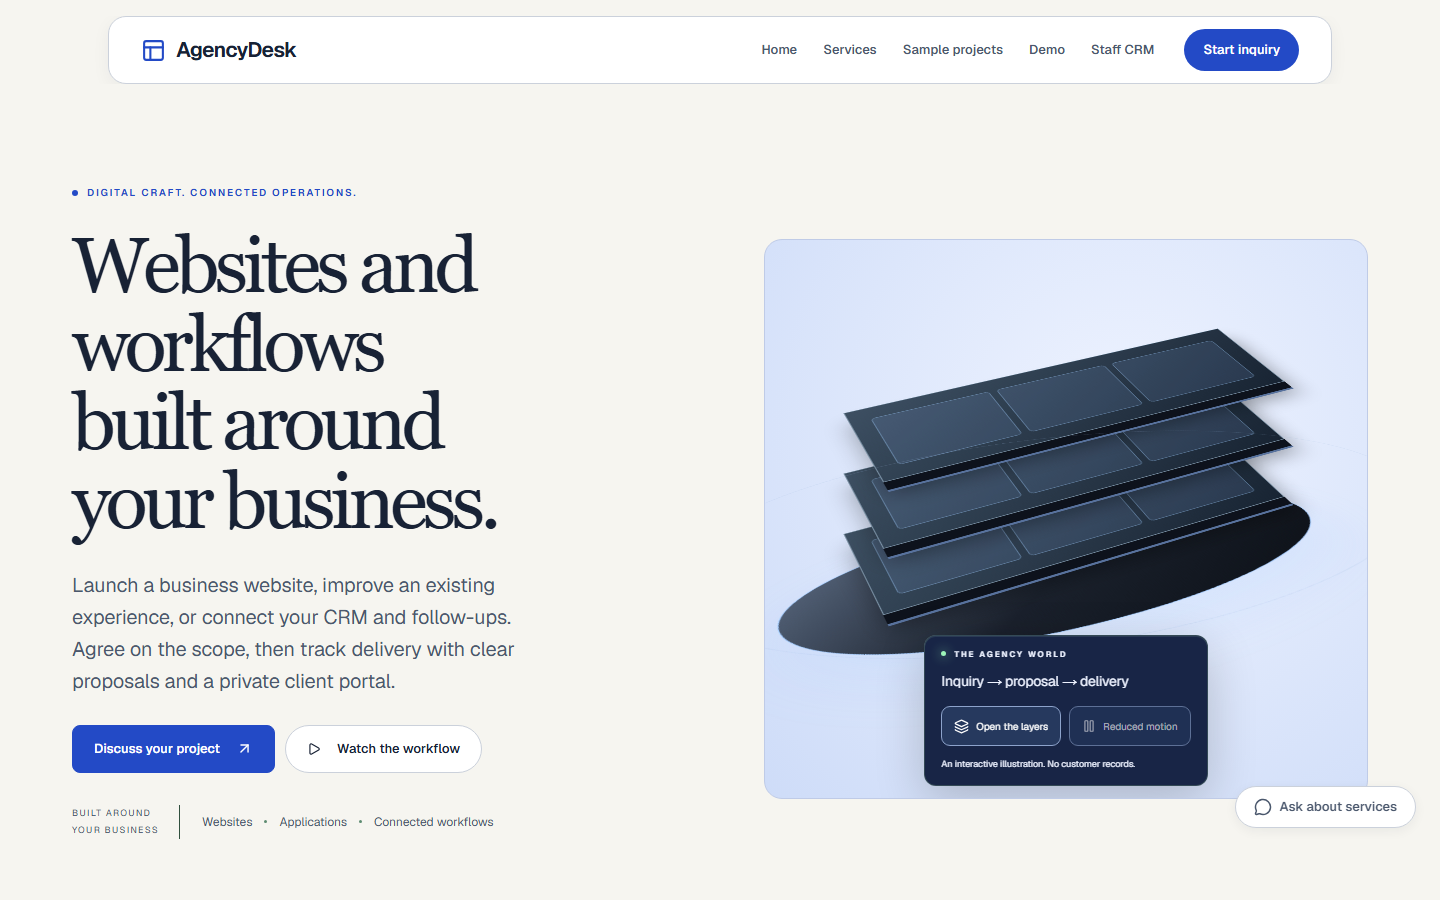 AgencyDesk
Home
Services
Sample projects
Demo
Staff CRM
Start inquiry
DIGITAL CRAFT. CONNECTED OPERATIONS.
Websites and
workflows
built around
your business.
Launch a business website, improve an existing
experience, or connect your CRM and follow-ups.
Agree on the scope, then track delivery with clear
proposals and a private client portal.
Discuss your project
Watch the workflow
BUILT AROUND
YOUR BUSINESS
Websites • Applications • Connected workflows
THE AGENCY WORLD
Inquiry → proposal → delivery
Open the layers
Reduced motion
An interactive illustration. No customer records.
Ask about services